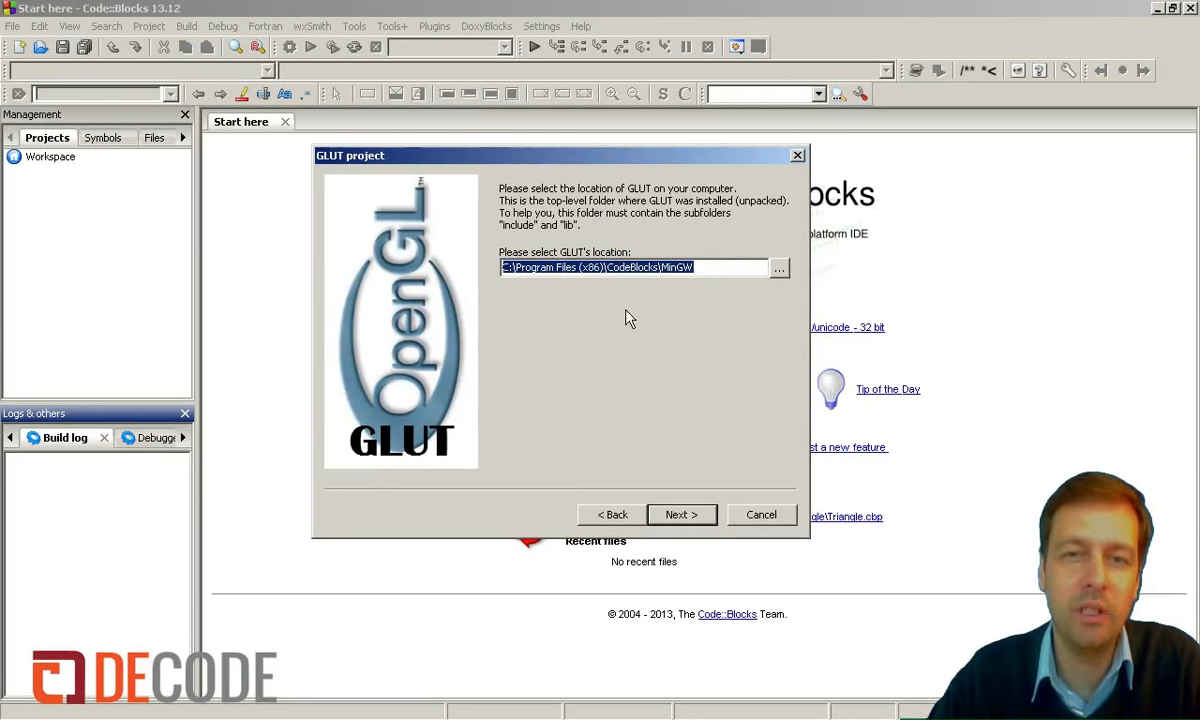 Start here - Code::Blocks 13.12
File Edit View Search Project Build Debug Fortran wxSmith Tools Tools+ Plugins DoxyBlocks Settings Help
/** *<
S C
Management
Projects Symbols Files
Workspace
Start here
GLUT project
OpenGL
GLUT
Please select the location of GLUT on your computer.
This is the top-level folder where GLUT was installed (unpacked).
To help you, this folder must contain the subfolders
"include" and "lib".
Please select GLUT's location:
C:\Program Files (x86)\CodeBlocks\MinGW
...
< Back Next > Cancel
ocks
platform IDE
/unicode - 32 bit
Tip of the Day
st a new feature
gle\Triangle.cbp
Recent files
No recent files
© 2004 - 2013, The Code::Blocks Team.
Logs & others
Build log Debugge
DECODE